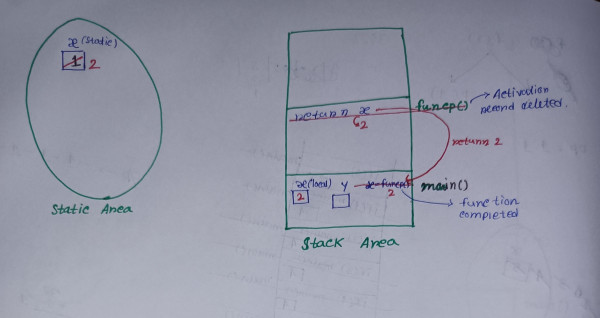 x (static)
1 2
Static Area
return x
2
funcp()
Activation
record deleted.
return 2
x(local) y x=funcp()
2 2
main()
function
completed
Stack Area